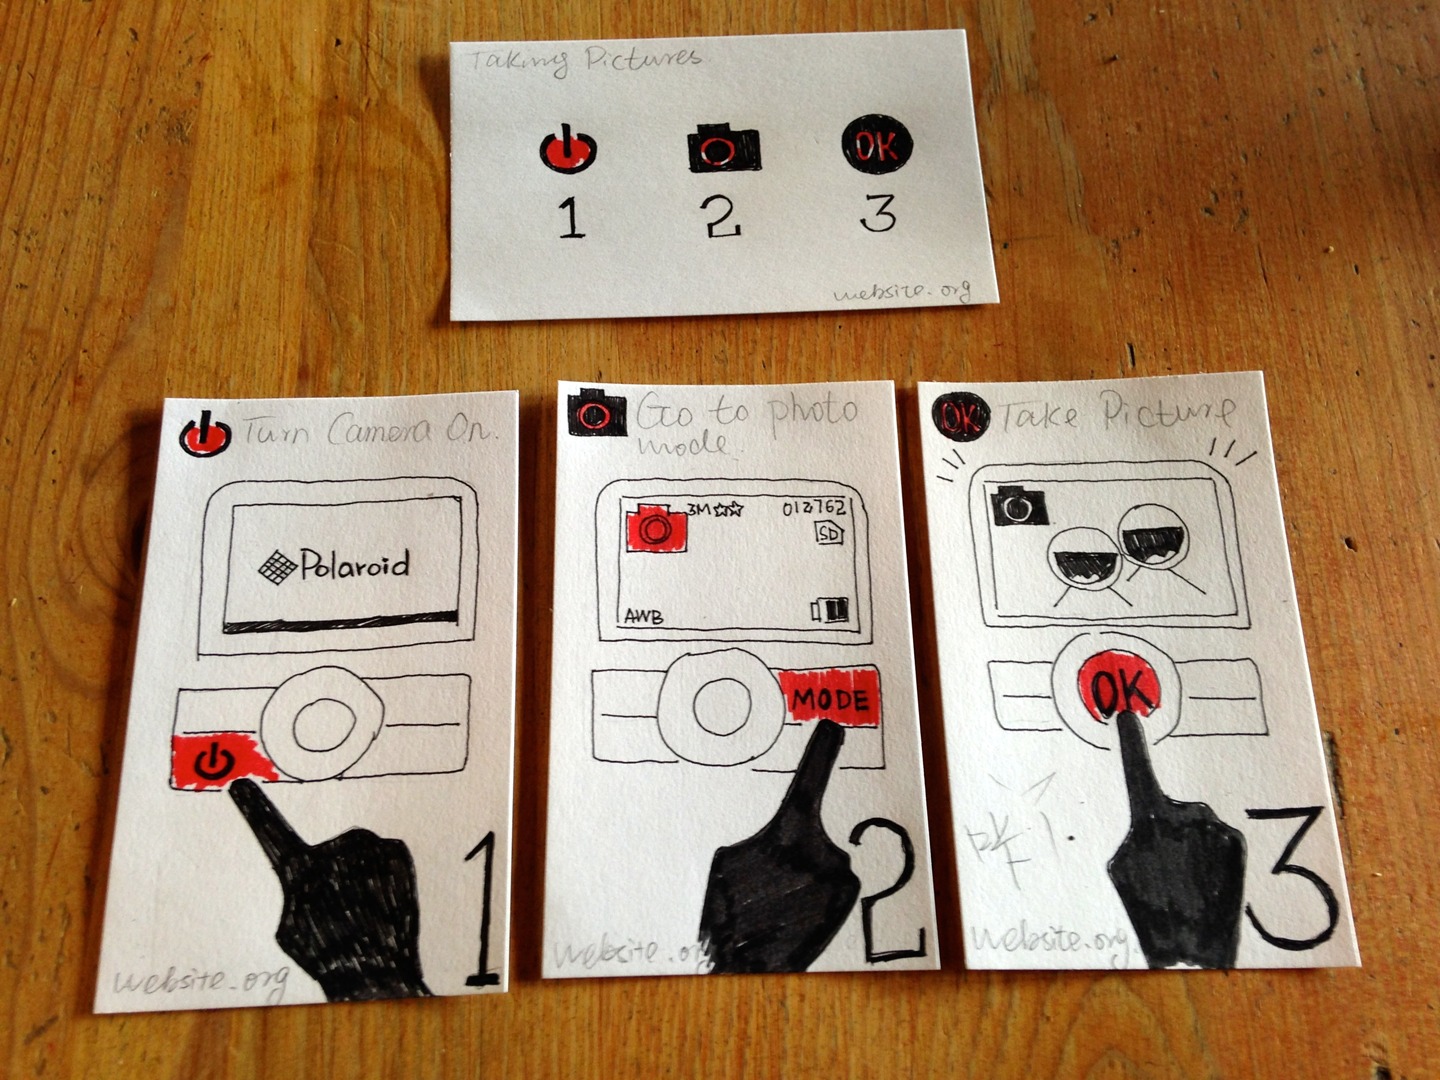 Taking Pictures
OK
1 2 3
website.org
Turn Camera On.
Polaroid
1
website.org
Go to photo
mode.
3M 012762
SD
AWB
MODE
2
website.org
OK Take Picture
OK
3
website.org